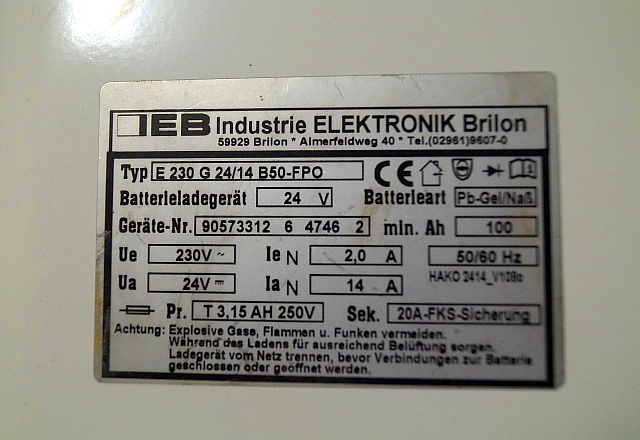 IEB Industrie ELEKTRONIK Brilon
59929 Brilon * Almerfeldweg 40 * Tel.(02961)9607-0
Typ E 230 G 24/14 B50-FPO
Batterieladegerät 24 V Batterieart Pb-Gel/Naß
Geräte-Nr. 90573312 6 4746 2 min. Ah 100
Ue 230V ~ Ie N 2,0 A 50/60 Hz
Ua 24V Ia N 14 A HAKO 2414_V108c
Pr. T 3,15 AH 250V Sek. 20A-FKS-Sicherung
Achtung: Explosive Gase, Flammen u. Funken vermeiden.
Während des Ladens für ausreichend Belüftung sorgen.
Ladegerät vom Netz trennen, bevor Verbindungen zur Batterie
geschlossen oder geöffnet werden.